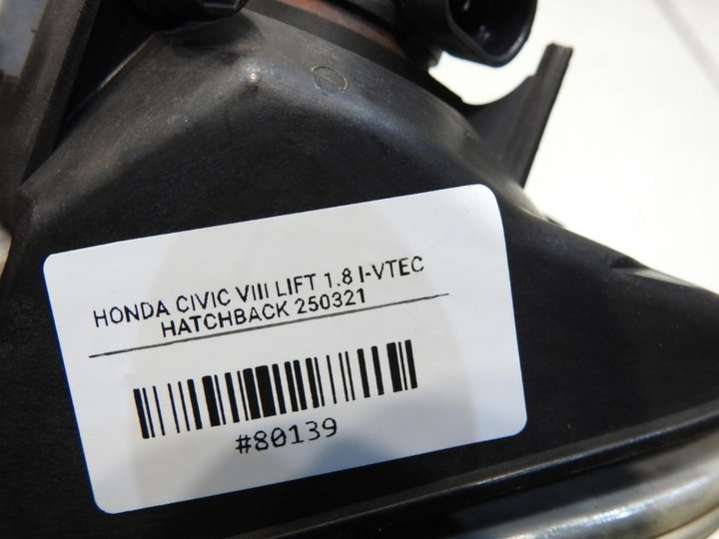 HONDA CIVIC VIII LIFT 1.8 I-VTEC
HATCHBACK 250321
#80139